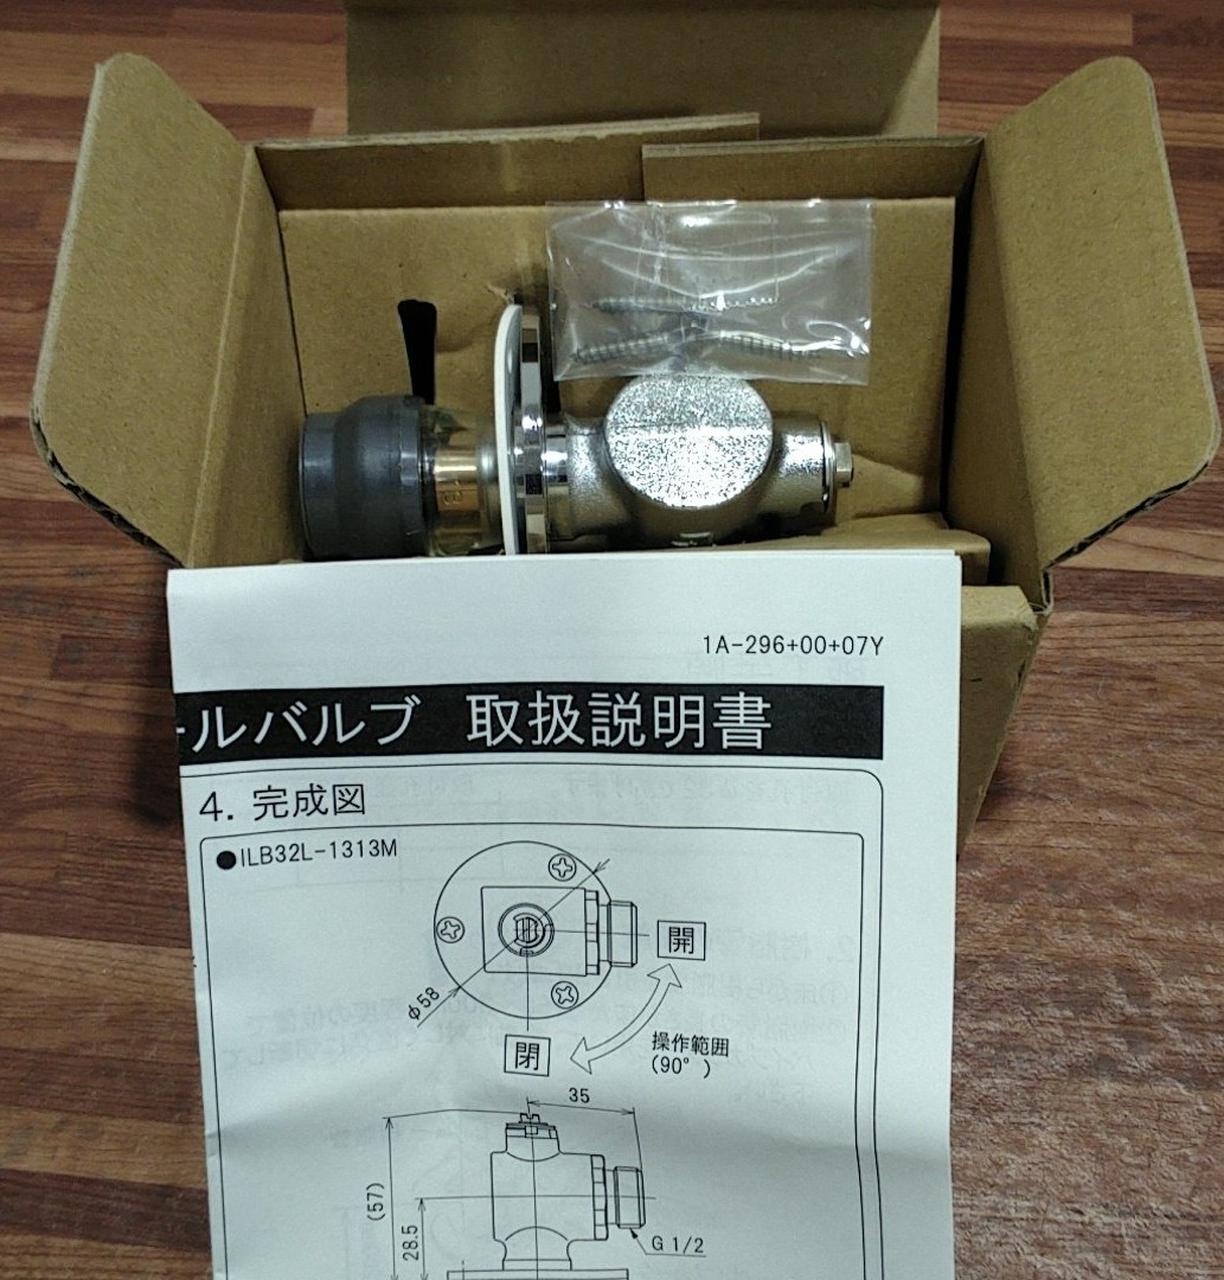 1A-296+00+07Y
ールバルブ 取扱説明書
4. 完成図
●ILB32L-1313M
開
φ58
閉
操作範囲
(90°)
35
(57)
28.5
G 1/2